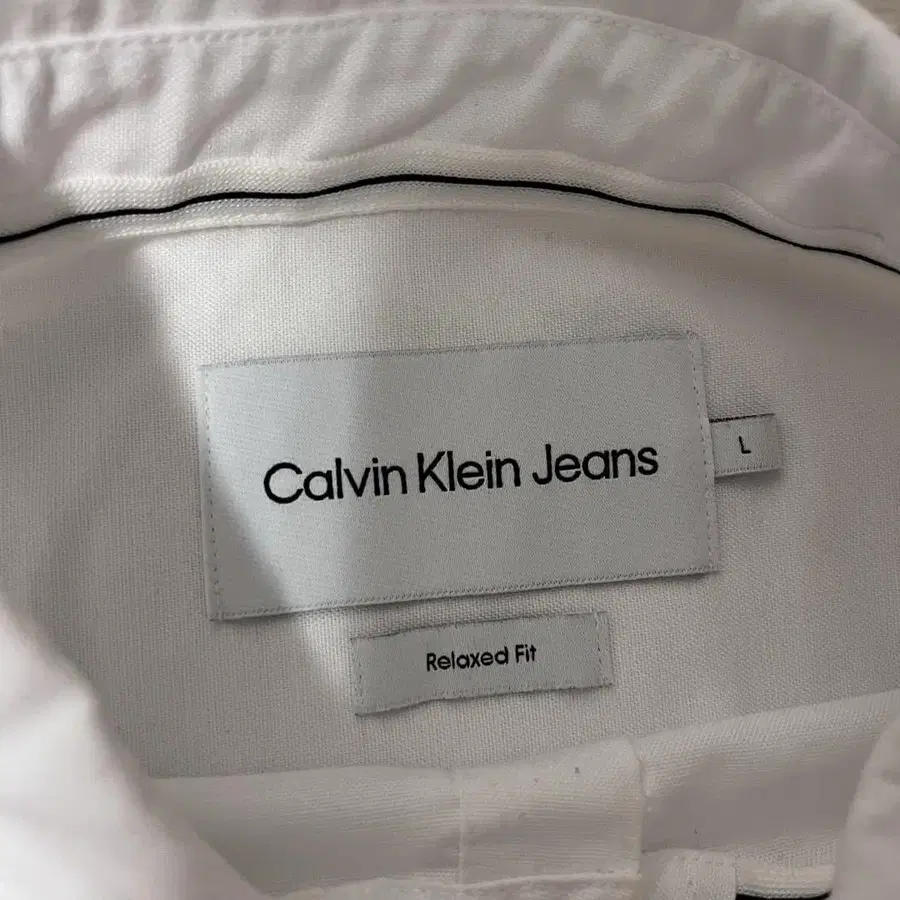 Calvin Klein Jeans
L
Relaxed Fit